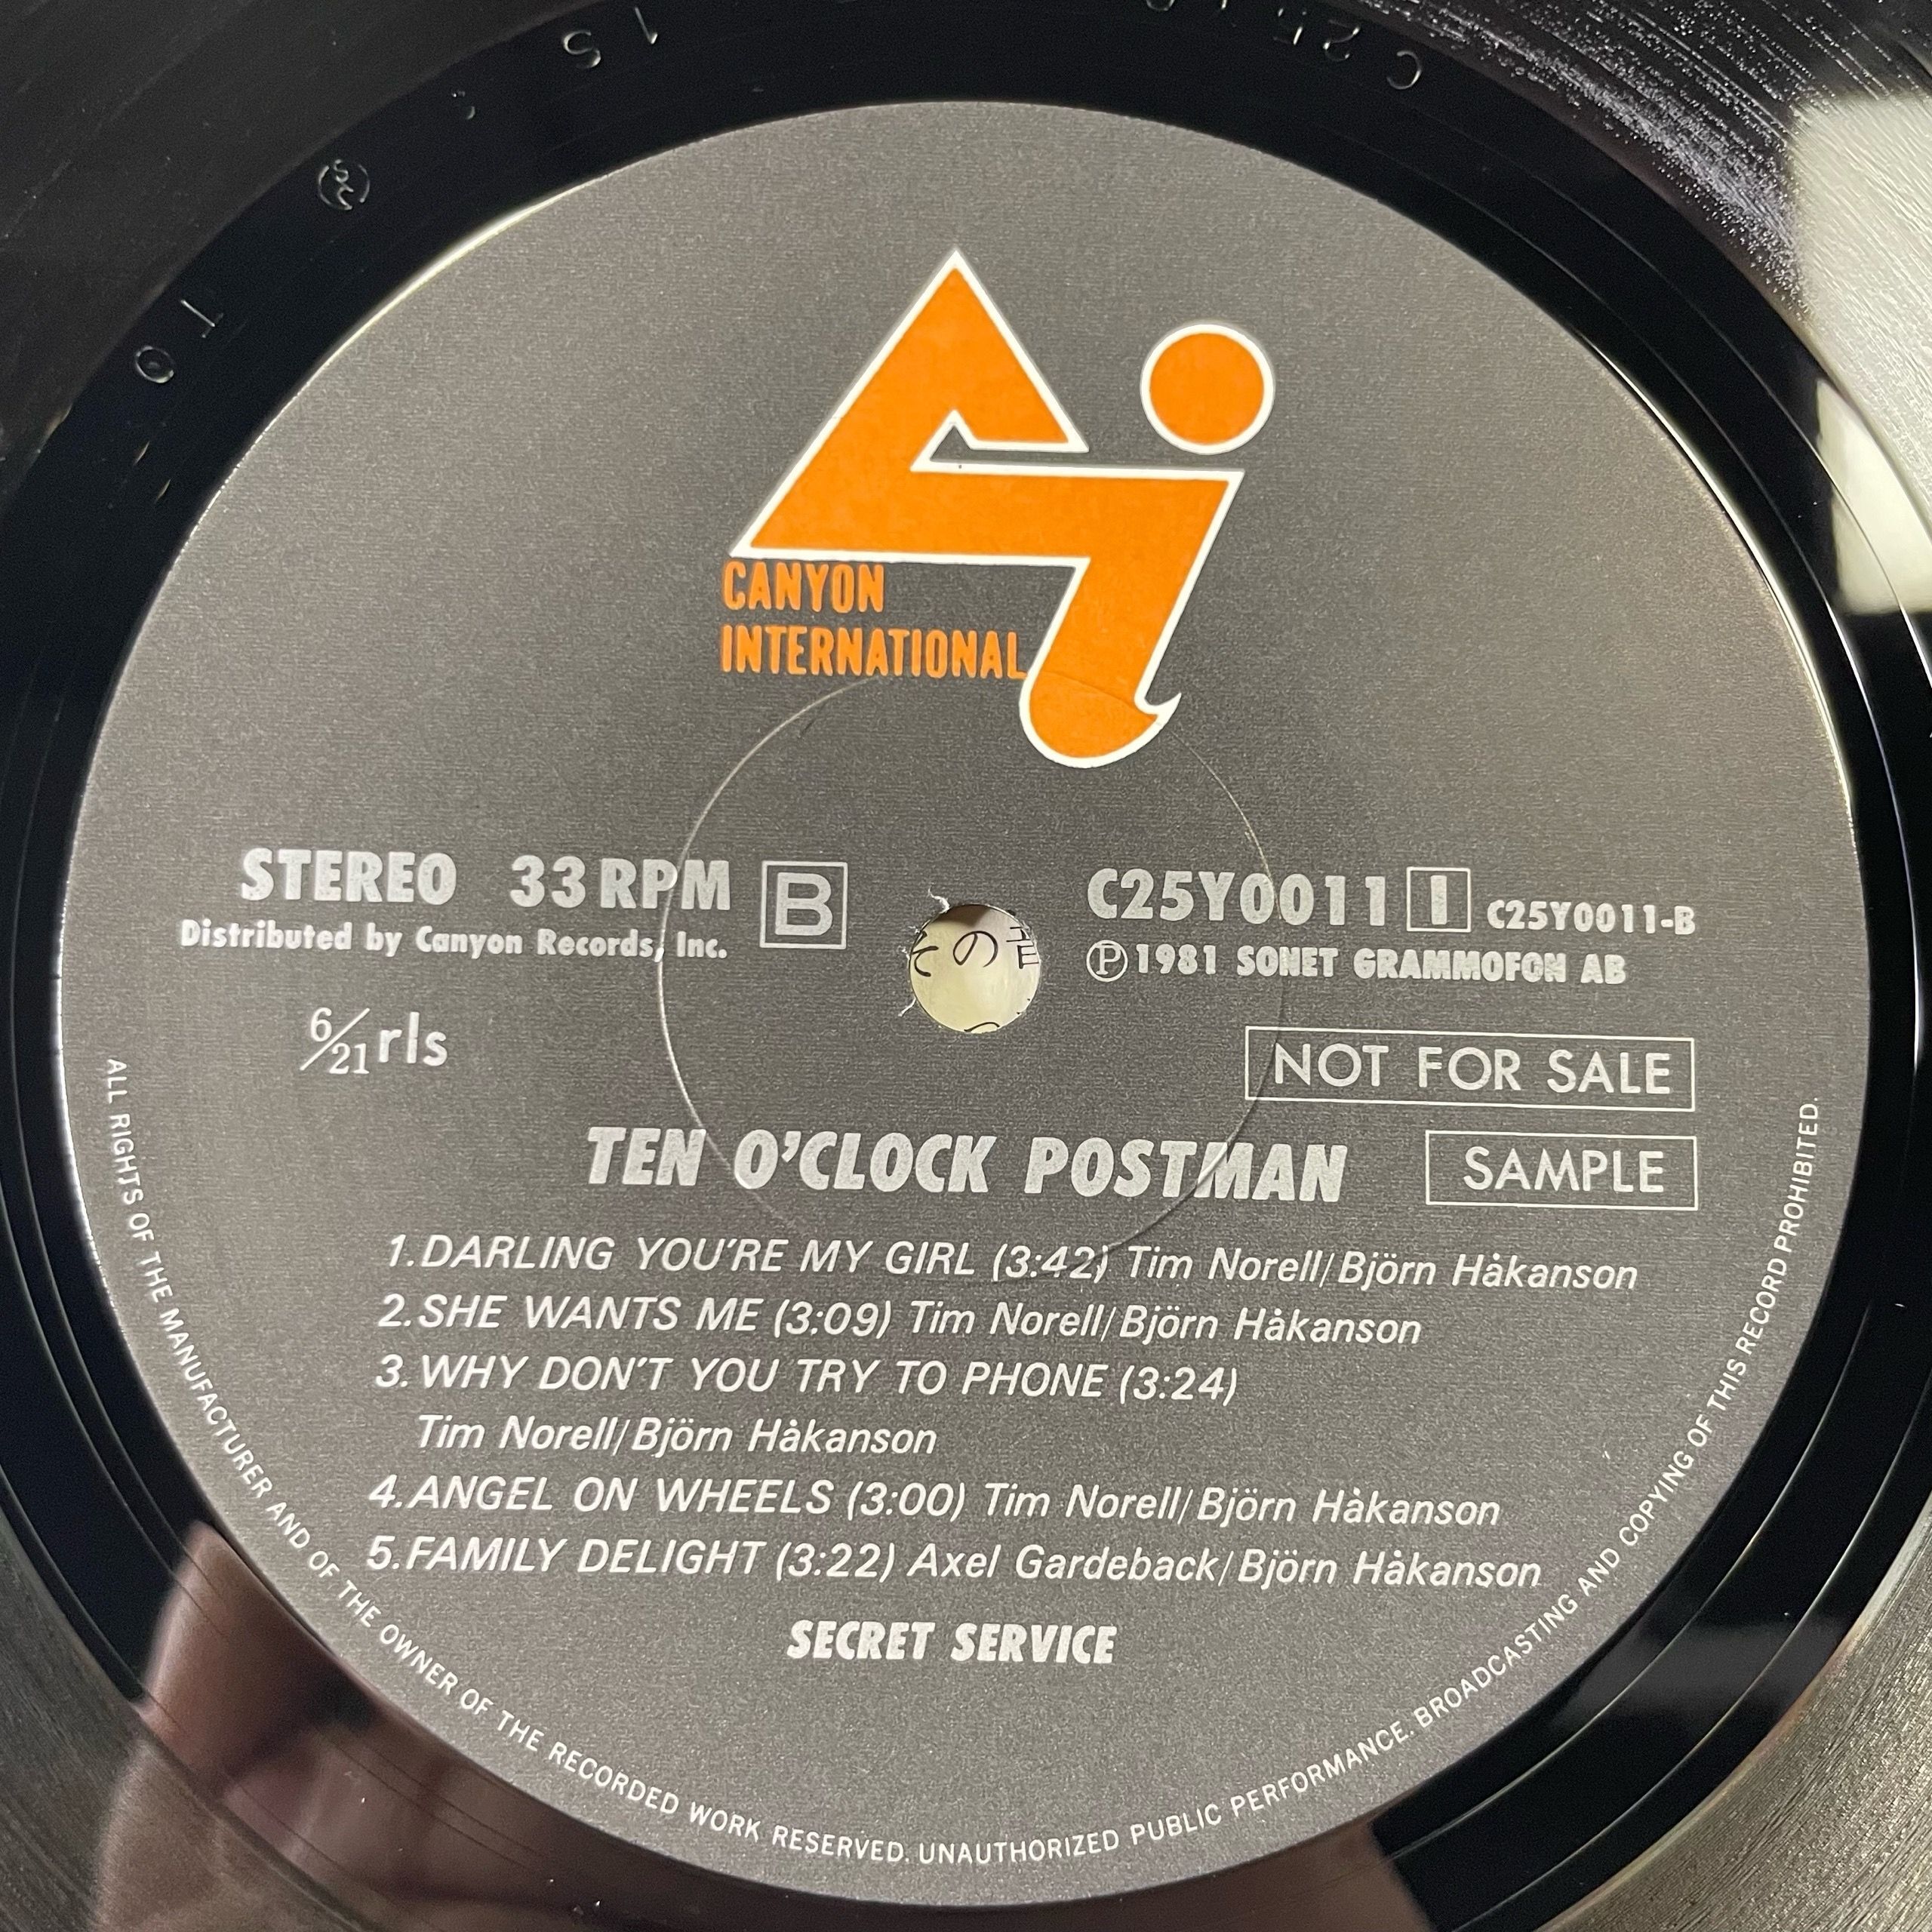 CANYON
INTERNATIONAL
STEREO 33RPM B C25Y0011 I C25Y0011-B
Distributed by Canyon Records, Inc. Ⓟ1981 SONET GRAMMOFON AB
その
6/21 rls
NOT FOR SALE
TEN O'CLOCK POSTMAN
SAMPLE
1.DARLING YOU'RE MY GIRL (3:42) Tim Norell/Björn Håkanson
2.SHE WANTS ME (3:09) Tim Norell/Björn Håkanson
3.WHY DON'T YOU TRY TO PHONE (3:24)
Tim Norell/Björn Håkanson
4.ANGEL ON WHEELS (3:00) Tim Norell/Björn Håkanson
5.FAMILY DELIGHT (3:22) Axel Gardeback/Björn Håkanson
SECRET SERVICE
ALL RIGHTS OF THE MANUFACTURER AND OF THE OWNER OF THE RECORDED WORK RESERVED. UNAUTHORIZED PUBLIC PERFORMANCE. BROADCASTING AND COPYING OF THIS RECORD PROHIBITED.